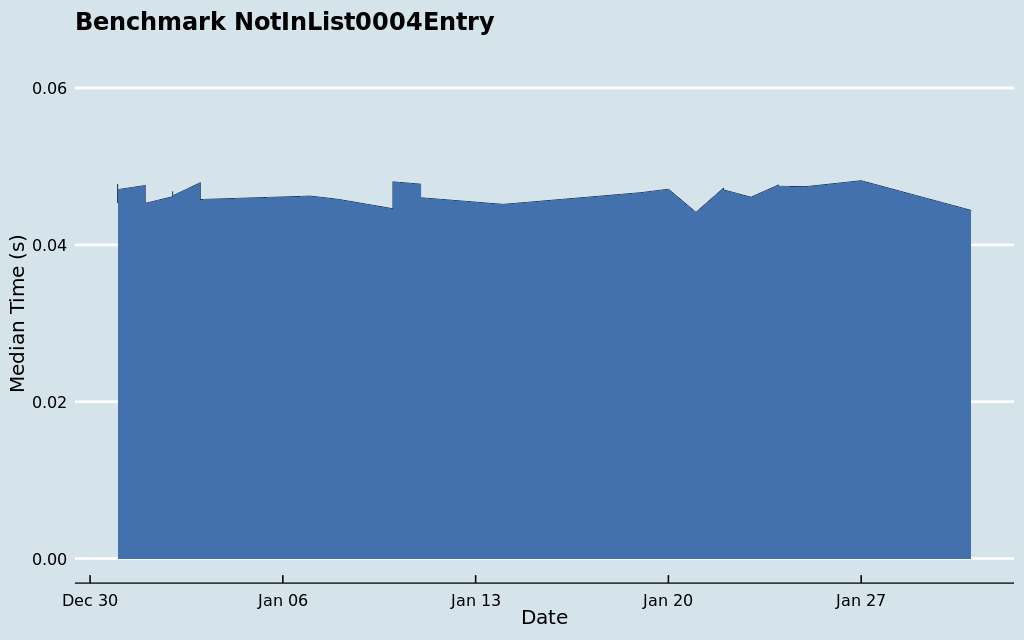 Benchmark NotInList0004Entry
Median Time (s)
0.06
0.04
0.02
0.00
Dec 30 Jan 06 Jan 13 Jan 20 Jan 27
Date